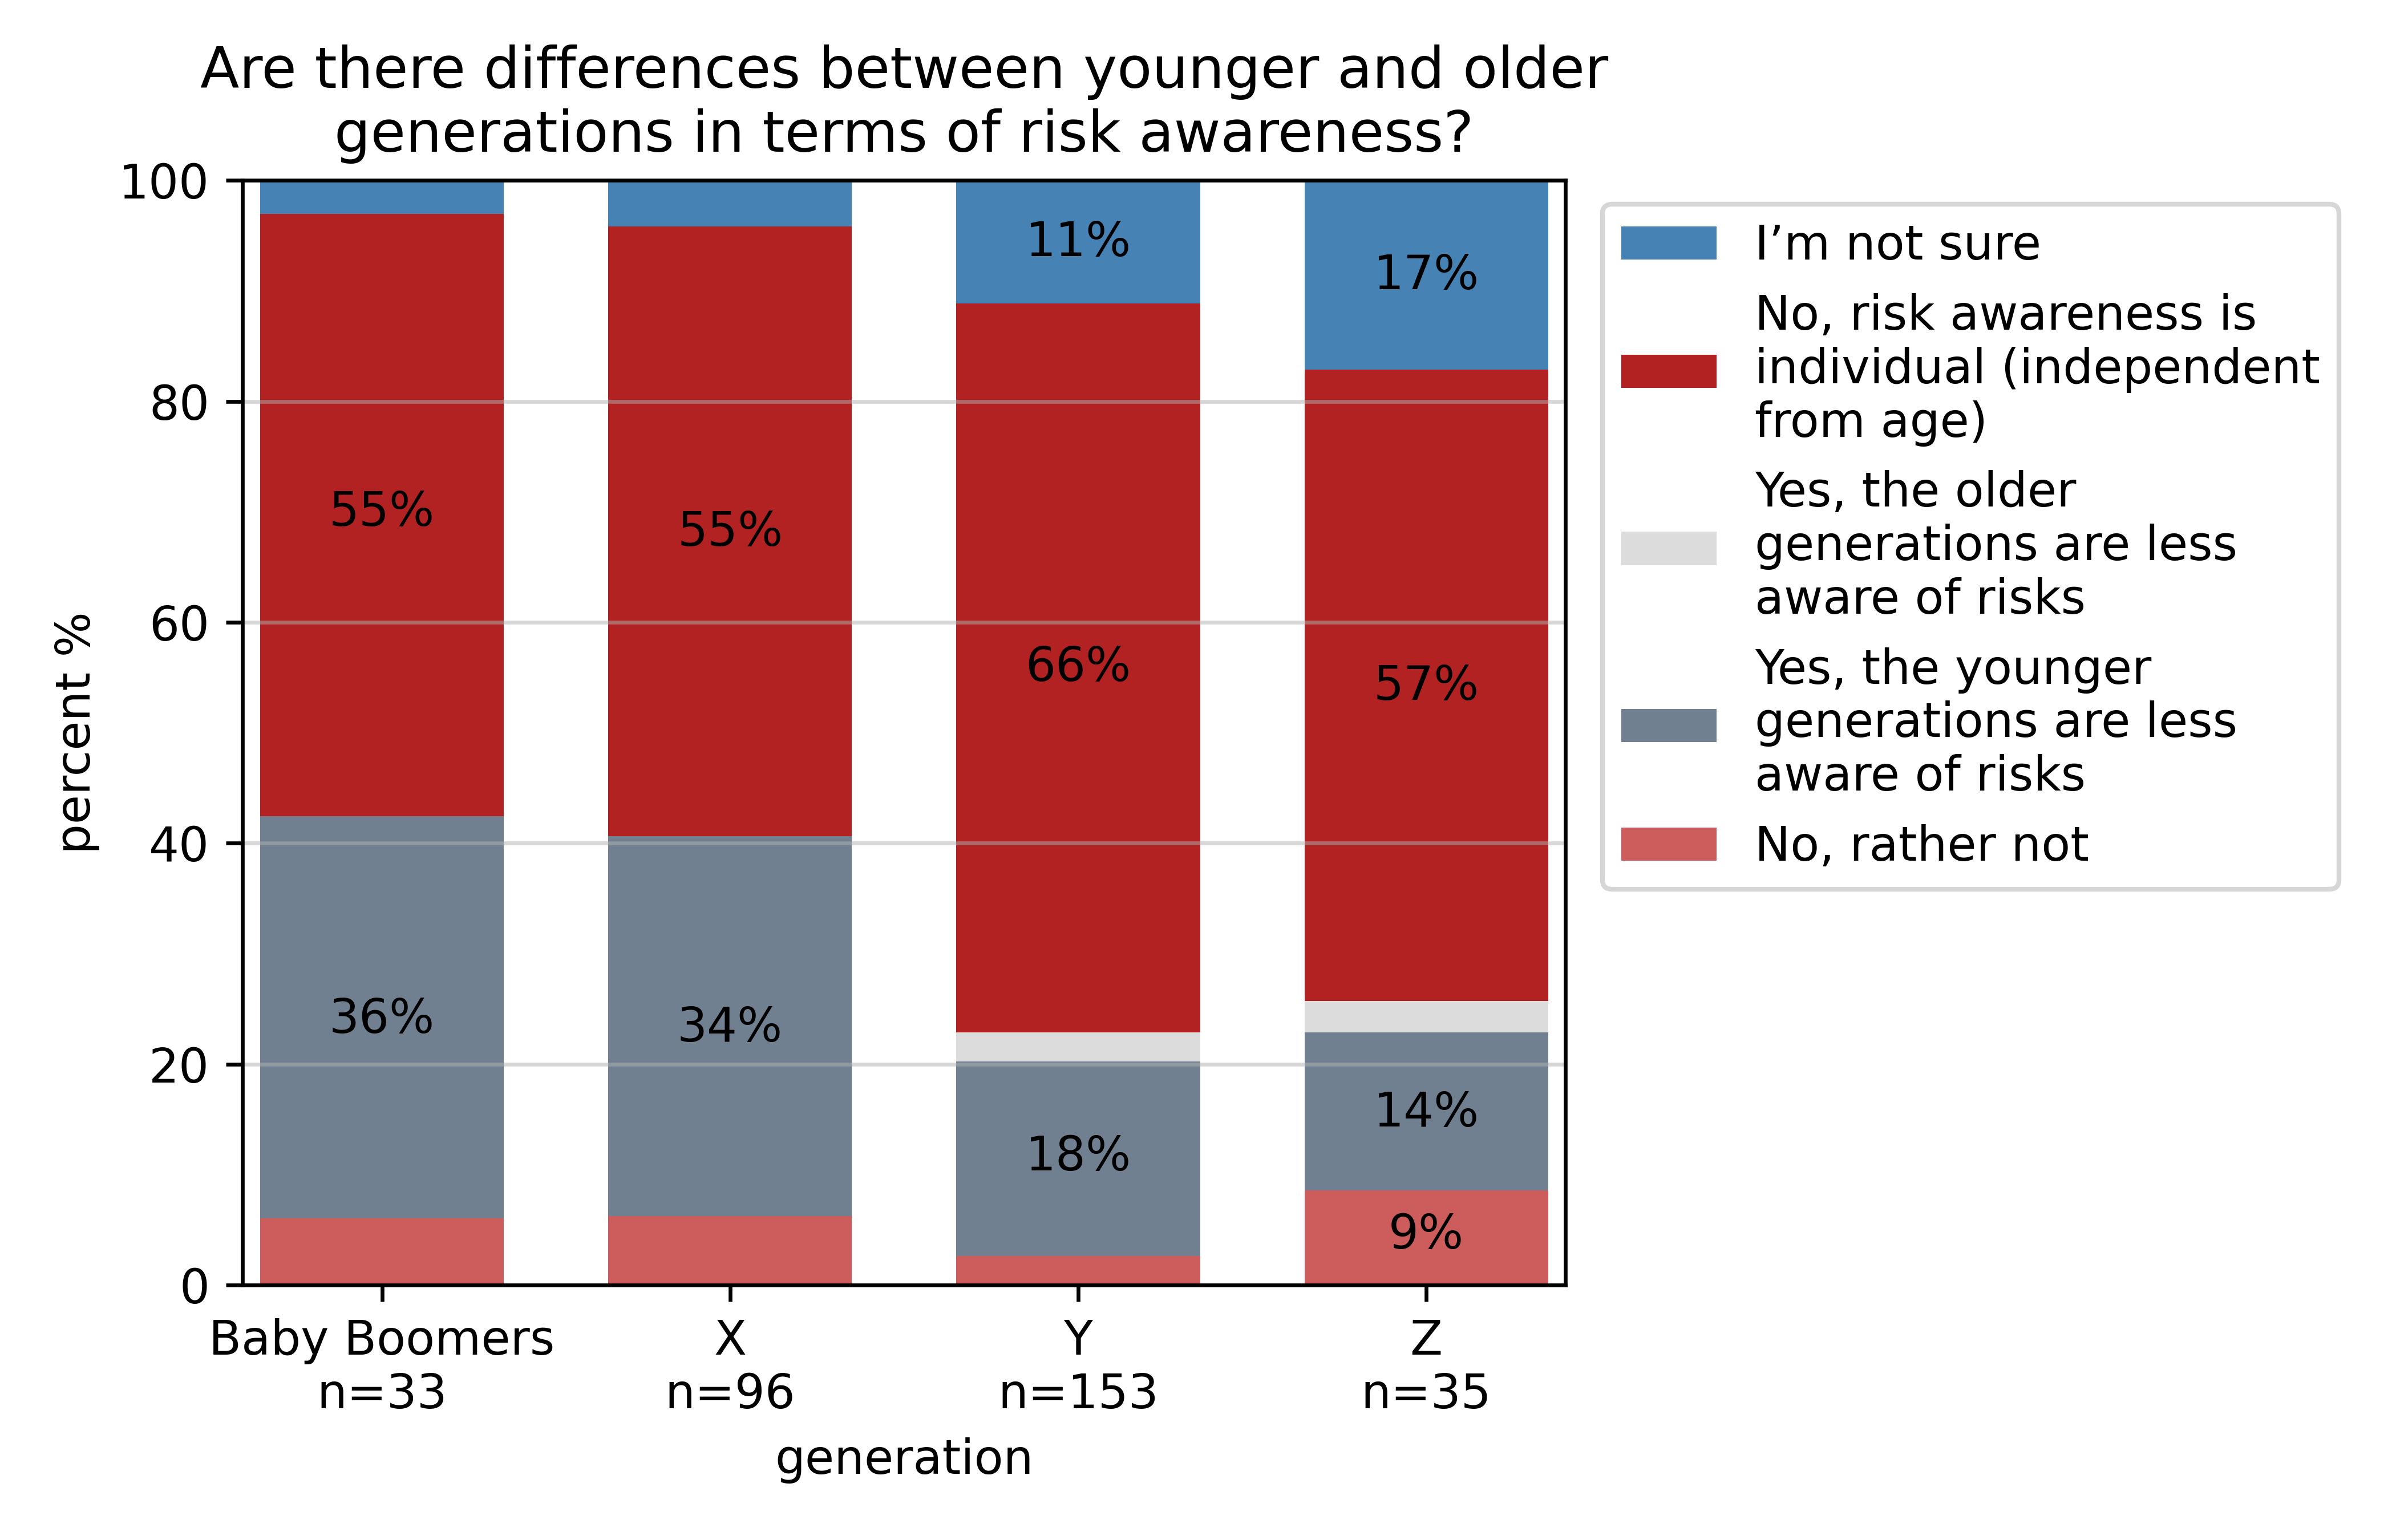 Are there differences between younger and older
generations in terms of risk awareness?
percent %
100
80
60
40
20
0
55%
36%
55%
34%
11%
66%
18%
17%
57%
14%
9%
Baby Boomers
n=33
X
n=96
Y
n=153
Z
n=35
generation
I’m not sure
No, risk awareness is
individual (independent
from age)
Yes, the older
generations are less
aware of risks
Yes, the younger
generations are less
aware of risks
No, rather not